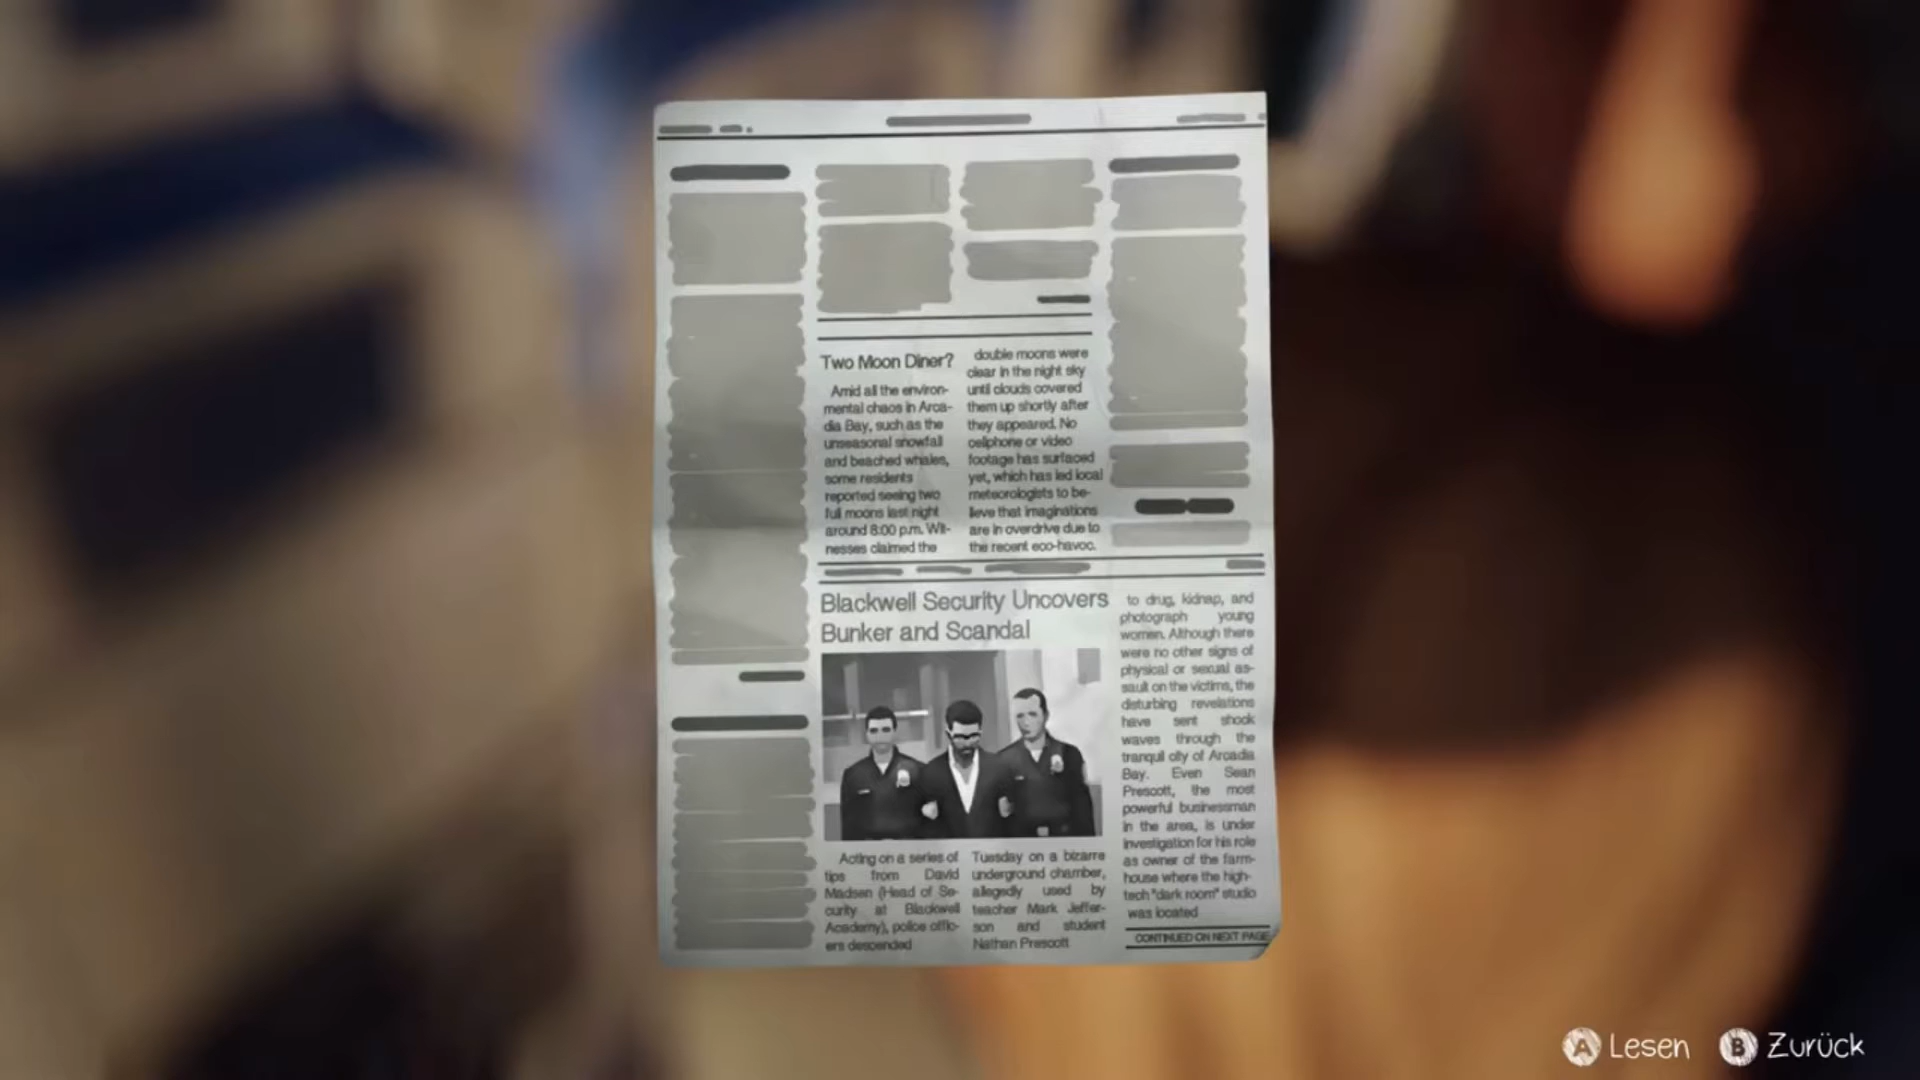 Two Moon Diner?
Amid all the environ-
mental chaos in Arca-
dia Bay, such as the
unseasonal snowfall
and beached whales,
some residents
reported seeing two
full moons last night
around 8:00 p.m. Wit-
nesses claimed the
double moons were
clear in the night sky
until clouds covered
them up shortly after
they appeared. No
cellphone or video
footage has surfaced
yet, which has led local
meteorologists to be-
lieve that imaginations
are in overdrive due to
the recent eco-havoc.
Blackwell Security Uncovers
Bunker and Scandal
Acting on a series of
tips from David
Madsen (Head of Se-
curity at Blackwell
Academy), police offic-
ers descended
Tuesday on a bizarre
underground chamber,
allegedly used by
teacher Mark Jeffer-
son and student
Nathan Prescott
to drug, kidnap, and
photograph young
women. Although there
were no other signs of
physical or sexual as-
sault on the victims, the
disturbing revelations
have sent shock
waves through the
tranquil city of Arcadia
Bay. Even Sean
Prescott, the most
powerful businessman
in the area, is under
investigation for his role
as owner of the farm-
house where the high-
tech "dark room" studio
was located
CONTINUED ON NEXT PAGE
A Lesen B Zurück